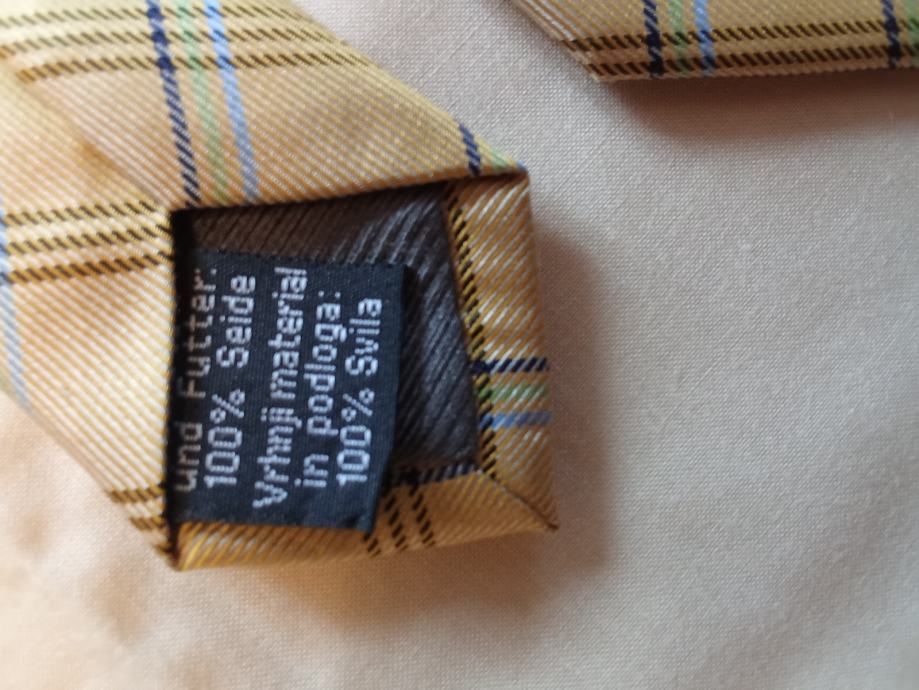 und Futter:
100% Seide
Vrhnji material
in podloga:
100% Svila